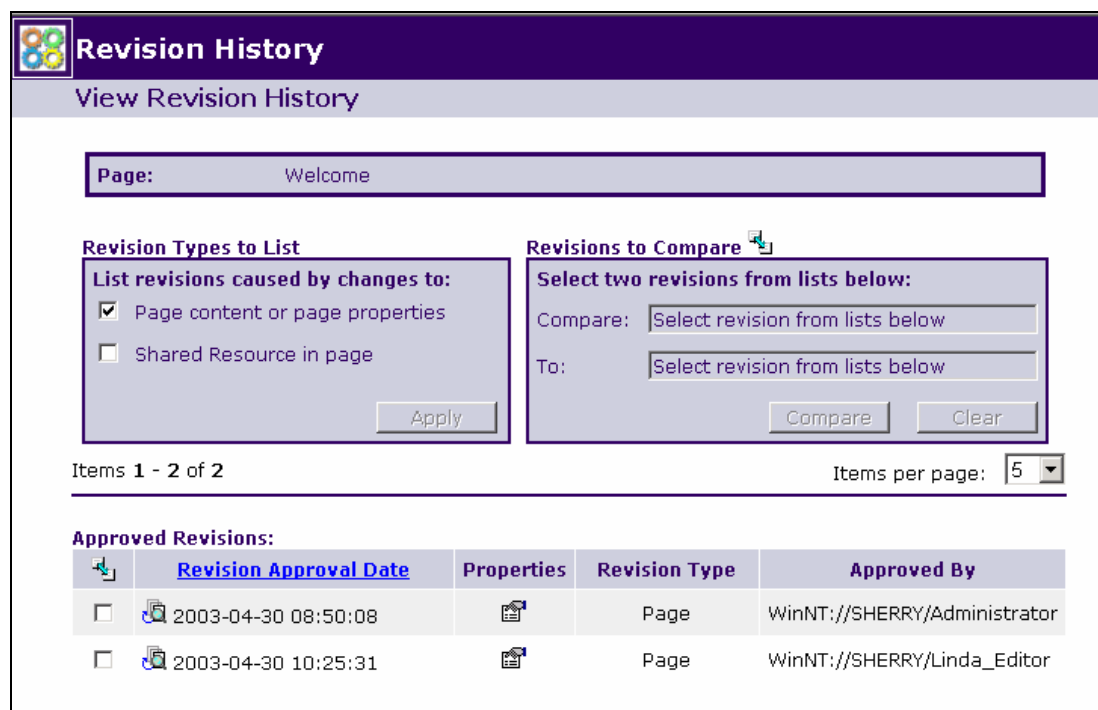 Revision History
View Revision History
Page: Welcome
Revision Types to List
List revisions caused by changes to:
Page content or page properties
Shared Resource in page
Apply
Revisions to Compare
Select two revisions from lists below:
Compare: Select revision from lists below
To: Select revision from lists below
Compare Clear
Items 1 - 2 of 2
Items per page: 5
Approved Revisions:
Revision Approval Date Properties Revision Type Approved By
2003-04-30 08:50:08 Page WinNT://SHERRY/Administrator
2003-04-30 10:25:31 Page WinNT://SHERRY/Linda_Editor